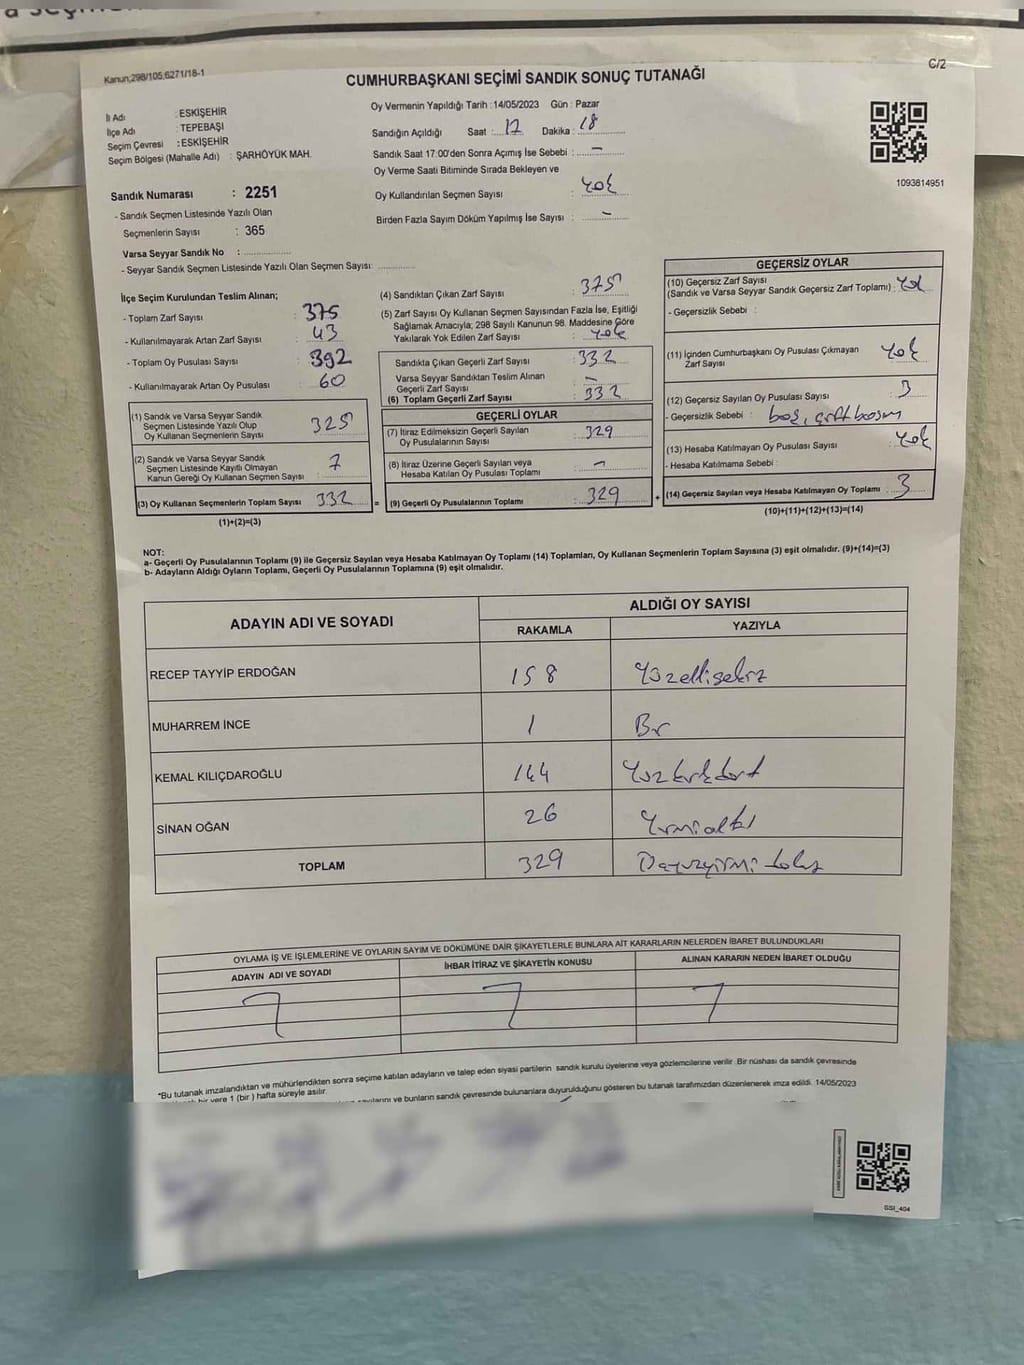 Kanun;298/105;6271/18-1
C/2
CUMHURBAŞKANI SEÇİMİ SANDIK SONUÇ TUTANAĞI
İl Adı : ESKİŞEHİR
İlçe Adı : TEPEBAŞI
Seçim Çevresi : ESKİŞEHİR
Seçim Bölgesi (Mahalle Adı) : ŞARHÖYÜK MAH.
Oy Vermenin Yapıldığı Tarih : 14/05/2023 Gün : Pazar
Sandığın Açıldığı Saat : 17 Dakika : 18
Sandık Saat 17:00'den Sonra Açımış İse Sebebi : -
Oy Verme Saati Bitiminde Sırada Bekleyen ve
Oy Kullandırılan Seçmen Sayısı : Yok
Birden Fazla Sayım Döküm Yapılmış İse Sayısı : -
1093814951
Sandık Numarası : 2251
- Sandık Seçmen Listesinde Yazılı Olan
Seçmenlerin Sayısı : 365
Varsa Seyyar Sandık No :
- Seyyar Sandık Seçmen Listesinde Yazılı Olan Seçmen Sayısı:
İlçe Seçim Kurulundan Teslim Alınan;
- Toplam Zarf Sayısı : 375
- Kullanılmayarak Artan Zarf Sayısı : 43
- Toplam Oy Pusulası Sayısı : 392
- Kullanılmayarak Artan Oy Pusulası : 60
(1) Sandık ve Varsa Seyyar Sandık
Seçmen Listesinde Yazılı Olup
Oy Kullanan Seçmenlerin Sayısı 325
(2) Sandık ve Varsa Seyyar Sandık
Seçmen Listesinde Kayıtlı Olmayan
Kanun Gereği Oy Kullanan Seçmen Sayısı 7
(3) Oy Kullanan Seçmenlerin Toplam Sayısı 332 =
(1)+(2)=(3)
(4) Sandıktan Çıkan Zarf Sayısı : 375
(5) Zarf Sayısı Oy Kullanan Seçmen Sayısından Fazla İse, Eşitliği
Sağlamak Amacıyla; 298 Sayılı Kanunun 98. Maddesine Göre
Yakılarak Yok Edilen Zarf Sayısı : Yok
Sandıkta Çıkan Geçerli Zarf Sayısı : 332
Varsa Seyyar Sandıktan Teslim Alınan
Geçerli Zarf Sayısı : -
(6) Toplam Geçerli Zarf Sayısı : 332
GEÇERLİ OYLAR
(7) İtiraz Edilmeksizin Geçerli Sayılan
Oy Pusulalarının Sayısı : 329
(8) İtiraz Üzerine Geçerli Sayılan veya
Hesaba Katılan Oy Pusulası Toplamı : -
(9) Geçerli Oy Pusulalarının Toplamı : 329 +
GEÇERSİZ OYLAR
(10) Geçersiz Zarf Sayısı
(Sandık ve Varsa Seyyar Sandık Geçersiz Zarf Toplamı) : Yok
- Geçersizlik Sebebi :
(11) İçinden Cumhurbaşkanı Oy Pusulası Çıkmayan
Zarf Sayısı : Yok
(12) Geçersiz Sayılan Oy Pusulası Sayısı : 3
- Geçersizlik Sebebi : boş, çift basım
(13) Hesaba Katılmayan Oy Pusulası Sayısı : Yok
- Hesaba Katılmama Sebebi :
(14) Geçersiz Sayılan veya Hesaba Katılmayan Oy Toplamı : 3
(10)+(11)+(12)+(13)=(14)
NOT:
a- Geçerli Oy Pusulalarının Toplamı (9) ile Geçersiz Sayılan veya Hesaba Katılmayan Oy Toplamı (14) Toplamları, Oy Kullanan Seçmenlerin Toplam Sayısına (3) eşit olmalıdır. (9)+(14)=(3)
b- Adayların Aldığı Oyların Toplamı, Geçerli Oy Pusulalarının Toplamına (9) eşit olmalıdır.
ADAYIN ADI VE SOYADI
ALDIĞI OY SAYISI
RAKAMLA YAZIYLA
RECEP TAYYİP ERDOĞAN 158 Yüzellisekiz
MUHARREM İNCE 1 Bir
KEMAL KILIÇDAROĞLU 144 Yüzkırkdört
SİNAN OĞAN 26 Yirmialtı
TOPLAM 329
OYLAMA İŞ VE İŞLEMLERİNE VE OYLARIN SAYIM VE DÖKÜMÜNE DAİR ŞİKAYETLERLE BUNLARA AİT KARARLARIN NELERDEN İBARET BULUNDUKLARI
ADAYIN ADI VE SOYADI İHBAR İTİRAZ VE ŞİKAYETİN KONUSU ALINAN KARARIN NEDEN İBARET OLDUĞU
*Bu tutanak imzalandıktan ve mühürlendikten sonra seçime katılan adayların ve talep eden siyasi partilerin sandık kurulu üyelerine veya gözlemcilerine verilir .Bir nüshası da sandık çevresinde
bir yere 1 (bir ) hafta süreyle asılır.
ve bunların sandık çevresinde bulunanlara duyurulduğunu gösteren bu tutanak tarafımızdan düzenlenerek imza edildi. 14/05/2023
GSI_404